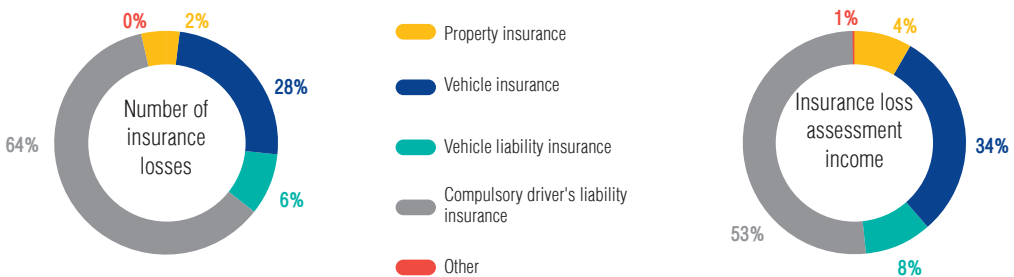 0%
2%
28%
6%
64%
Number of
insurance
losses
Property insurance
Vehicle insurance
Vehicle liability insurance
Compulsory driver's liability
insurance
Other
1%
4%
34%
8%
53%
Insurance loss
assessment
income